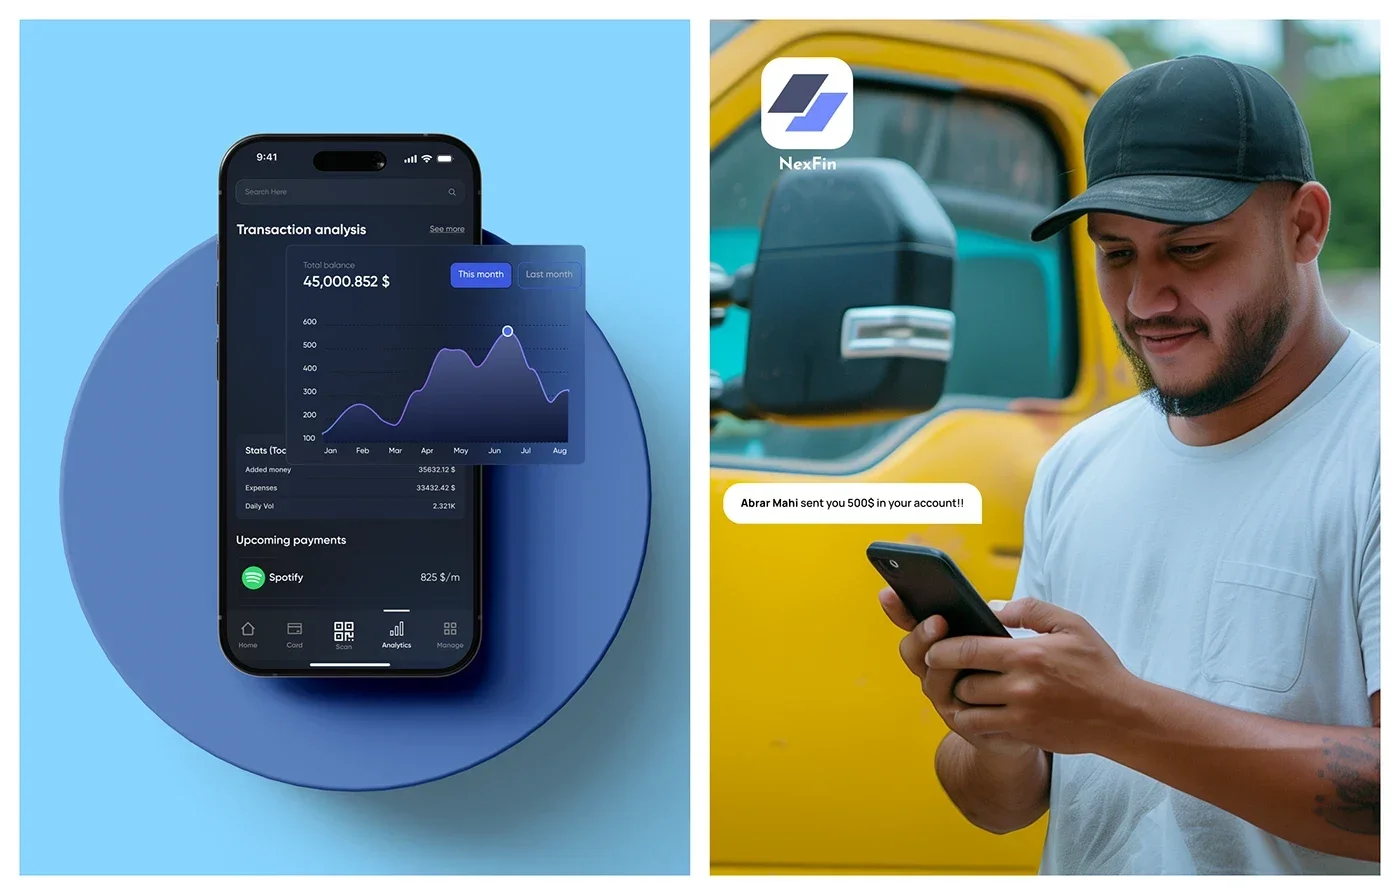 9:41
Search Here
Transaction analysis
See more
Total balance
45,000.852 $
This month
Last month
600
500
400
300
200
100
Jan Feb Mar Apr May Jun Jul Aug
Stats (Toc
Added money 35632.12 $
Expenses 33432.42 $
Daily Vol 2.321K
Upcoming payments
Spotify 825 $/m
Home Card Scan Analytics Manage
NexFin
Abrar Mahi sent you 500$ in your account!!